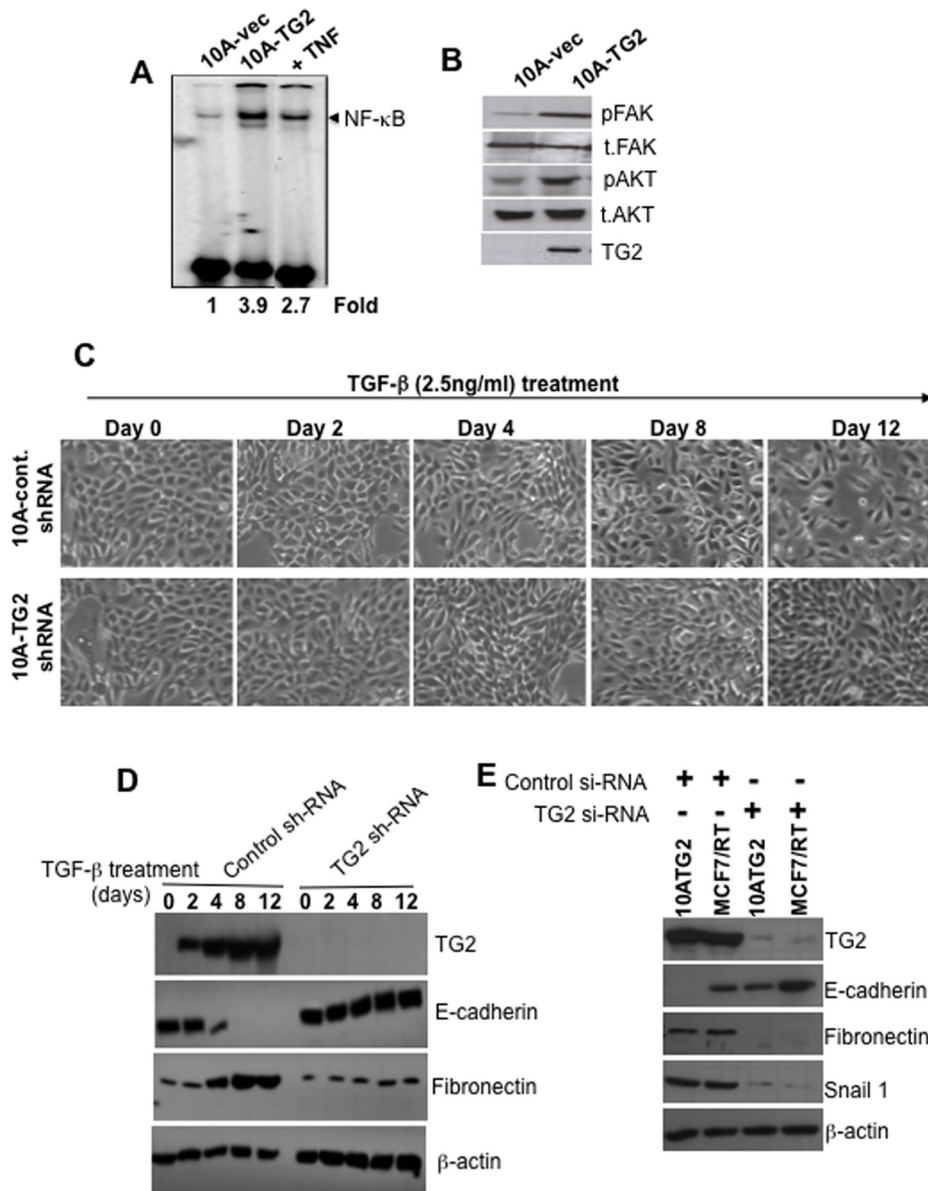 A
10A-vec
10A-TG2
+ TNF
NF-κB
1 3.9 2.7 Fold
B
10A-vec
10A-TG2
pFAK
t.FAK
pAKT
t.AKT
TG2
C
TGF-β (2.5ng/ml) treatment
Day 0 Day 2 Day 4 Day 8 Day 12
10A-cont.
shRNA
10A-TG2
shRNA
D
Control sh-RNA
TG2 sh-RNA
TGF-β treatment
(days)
0 2 4 8 12 0 2 4 8 12
TG2
E-cadherin
Fibronectin
β-actin
E
Control si-RNA + + - -
TG2 si-RNA - - + +
10ATG2
MCF7/RT
10ATG2
MCF7/RT
TG2
E-cadherin
Fibronectin
Snail 1
β-actin